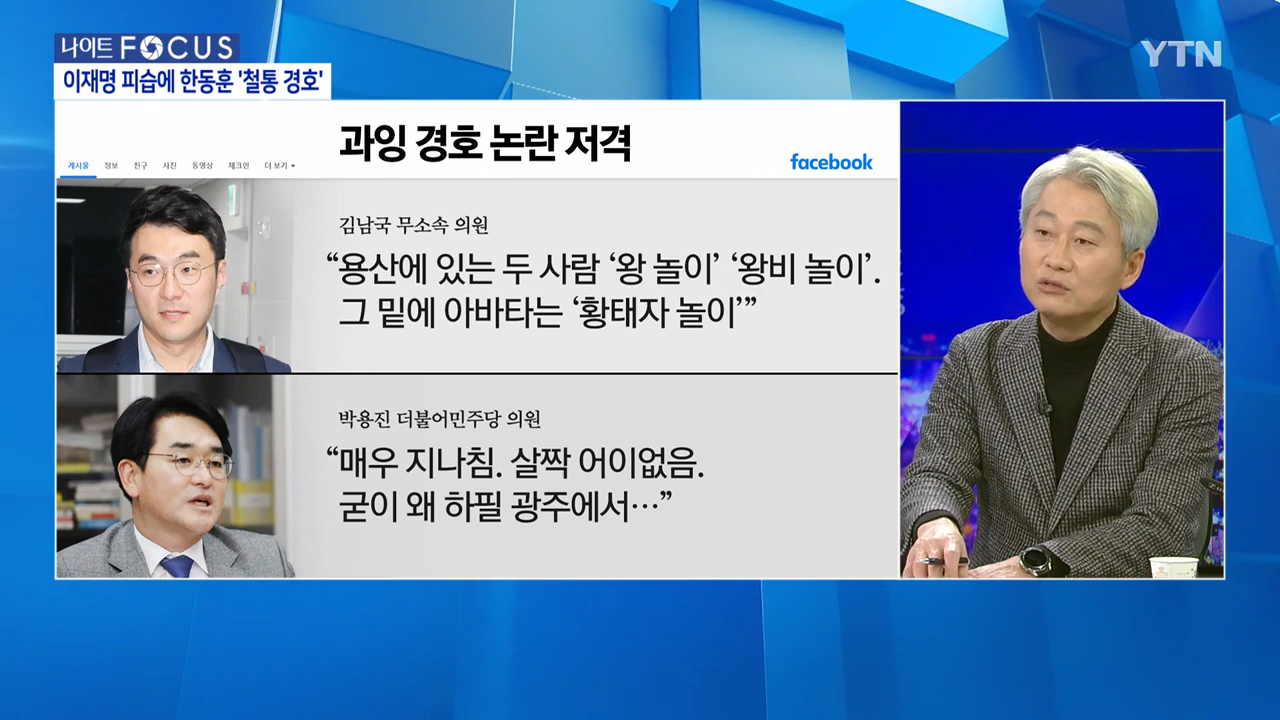 나이트 FOCUS
YTN
이재명 피습에 한동훈 '철통 경호'
과잉 경호 논란 저격
게시물 정보 친구 사진 동영상 체크인 더 보기
facebook
김남국 무소속 의원
“용산에 있는 두 사람 ‘왕 놀이’ ‘왕비 놀이’.
그 밑에 아바타는 ‘황태자 놀이’”
박용진 더불어민주당 의원
“매우 지나침. 살짝 어이없음.
굳이 왜 하필 광주에서…”